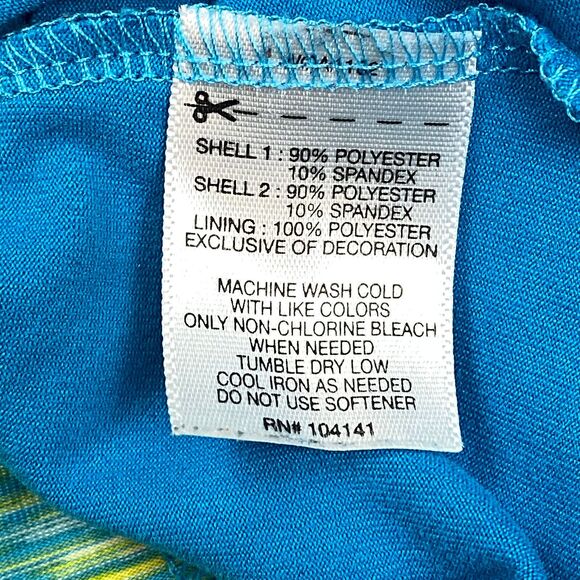 SHELL 1 : 90% POLYESTER
10% SPANDEX
SHELL 2 : 90% POLYESTER
10% SPANDEX
LINING : 100% POLYESTER
EXCLUSIVE OF DECORATION
MACHINE WASH COLD
WITH LIKE COLORS
ONLY NON-CHLORINE BLEACH
WHEN NEEDED
TUMBLE DRY LOW
COOL IRON AS NEEDED
DO NOT USE SOFTENER
RN# 104141